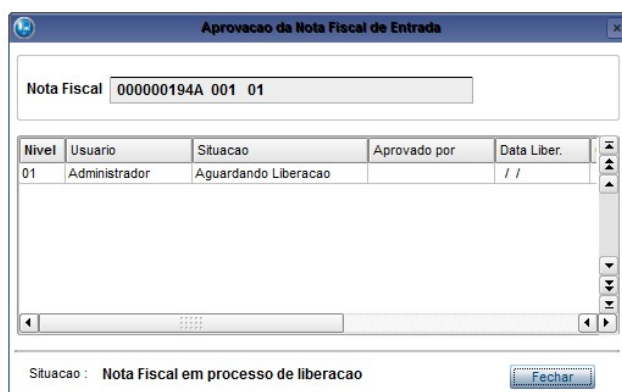 Aprovacao da Nota Fiscal de Entrada
Nota Fiscal 000000194A 001 01
Nivel Usuario Situacao Aprovado por Data Liber.
01 Administrador Aguardando Liberacao / /
Situacao : Nota Fiscal em processo de liberacao Fechar